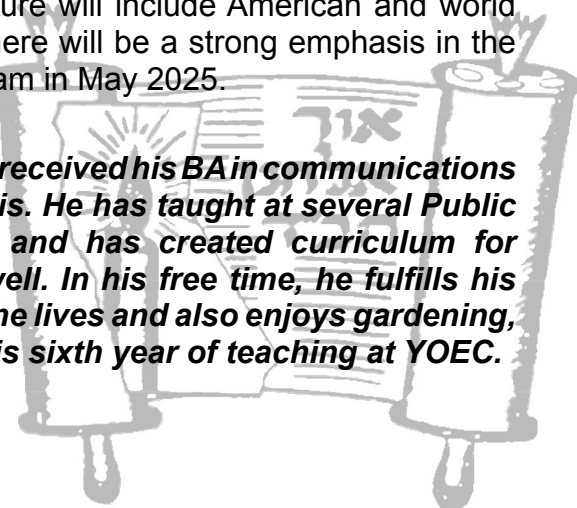 ure will include American and world
here will be a strong emphasis in the
am in May 2025.
אור
received his BA in communications
is. He has taught at several Public
and has created curriculum for
well. In his free time, he fulfills his
he lives and also enjoys gardening,
is sixth year of teaching at YOEC.